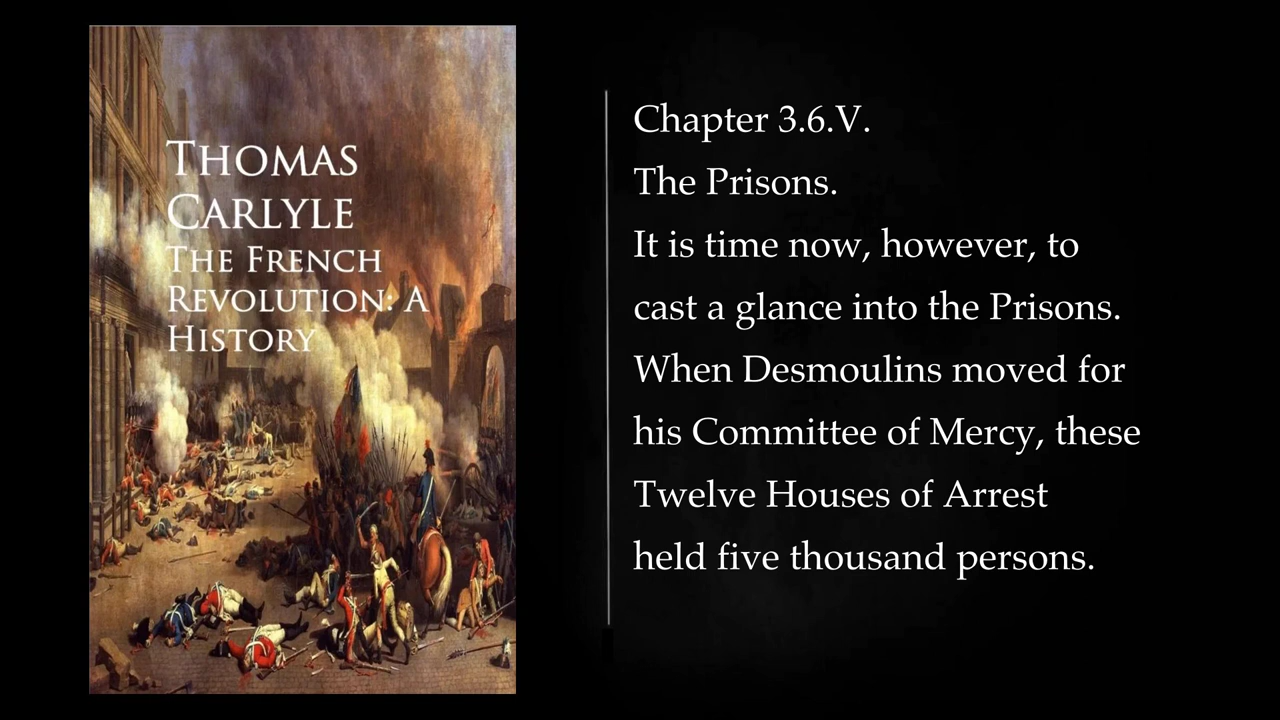 THOMAS
CARLYLE
THE FRENCH
REVOLUTION: A
HISTORY
Chapter 3.6.V.
The Prisons.
It is time now, however, to
cast a glance into the Prisons.
When Desmoulins moved for
his Committee of Mercy, these
Twelve Houses of Arrest
held five thousand persons.